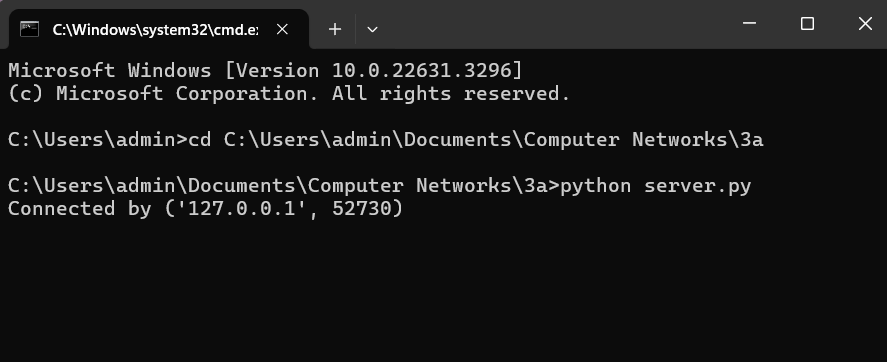 C:\Windows\system32\cmd.e
Microsoft Windows [Version 10.0.22631.3296]
(c) Microsoft Corporation. All rights reserved.
C:\Users\admin>cd C:\Users\admin\Documents\Computer Networks\3a
C:\Users\admin\Documents\Computer Networks\3a>python server.py
Connected by ('127.0.0.1', 52730)